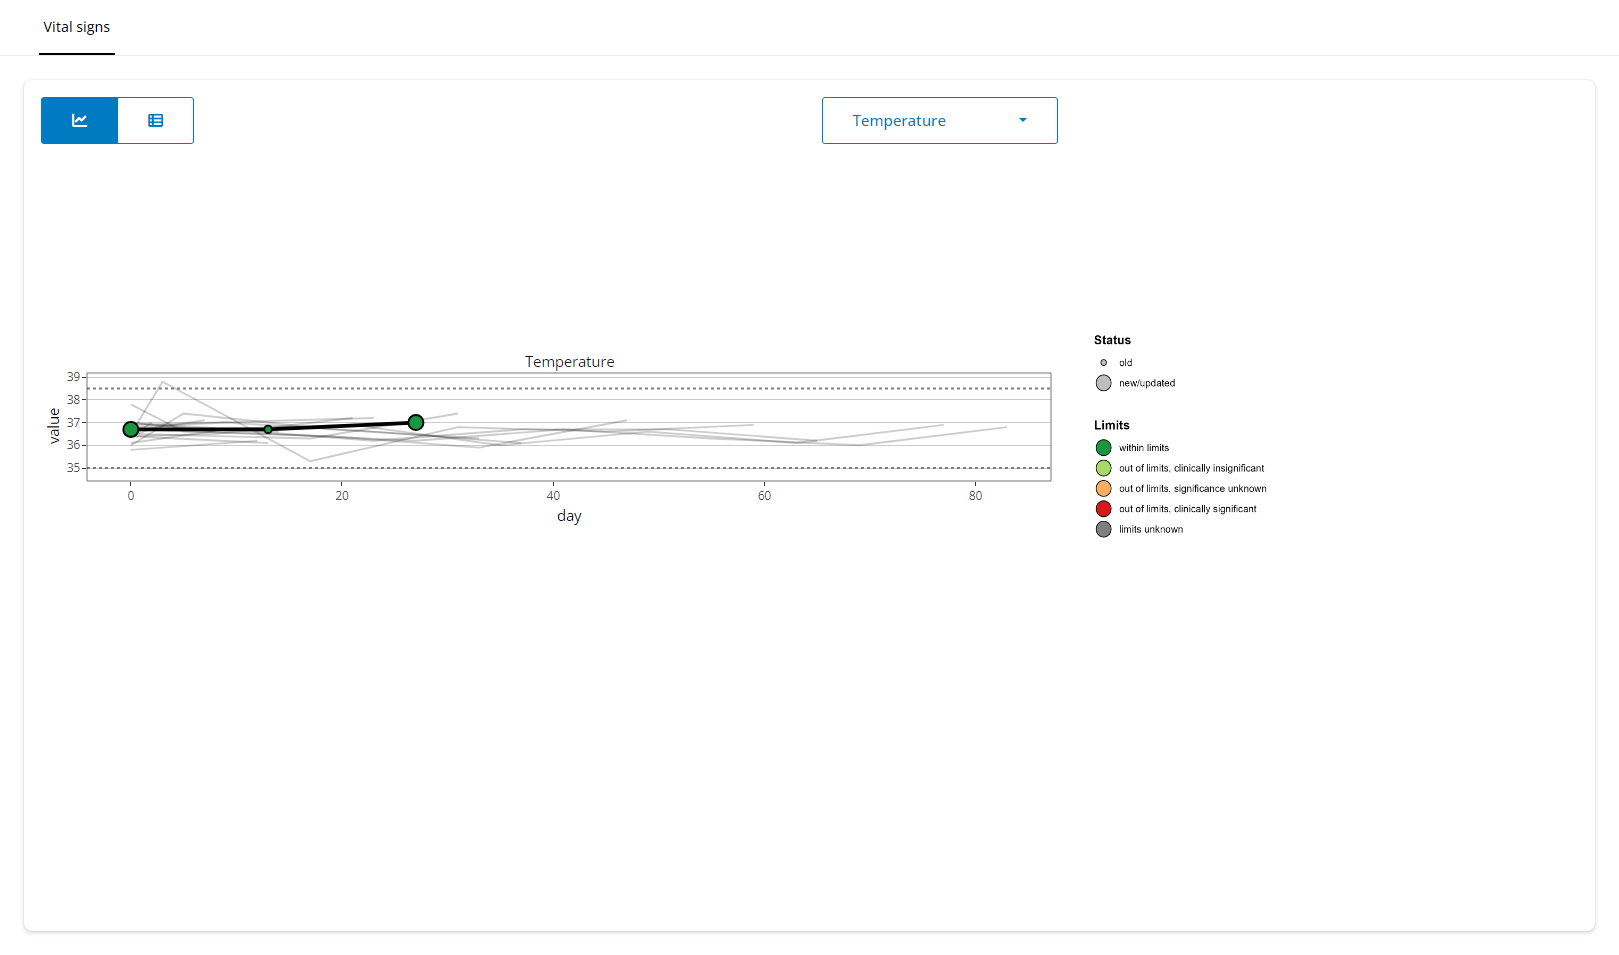 Vital signs
Temperature
Temperature
value
39
38
37
36
35
0 20 40 60 80
day
Status
old
new/updated
Limits
within limits
out of limits, clinically insignificant
out of limits, significance unknown
out of limits, clinically significant
limits unknown